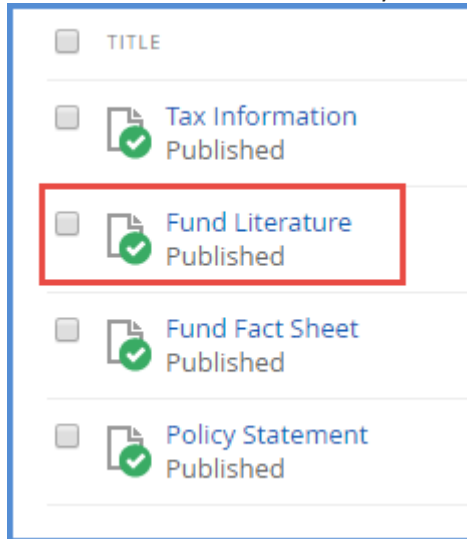 TITLE
Tax Information
Published
Fund Literature
Published
Fund Fact Sheet
Published
Policy Statement
Published